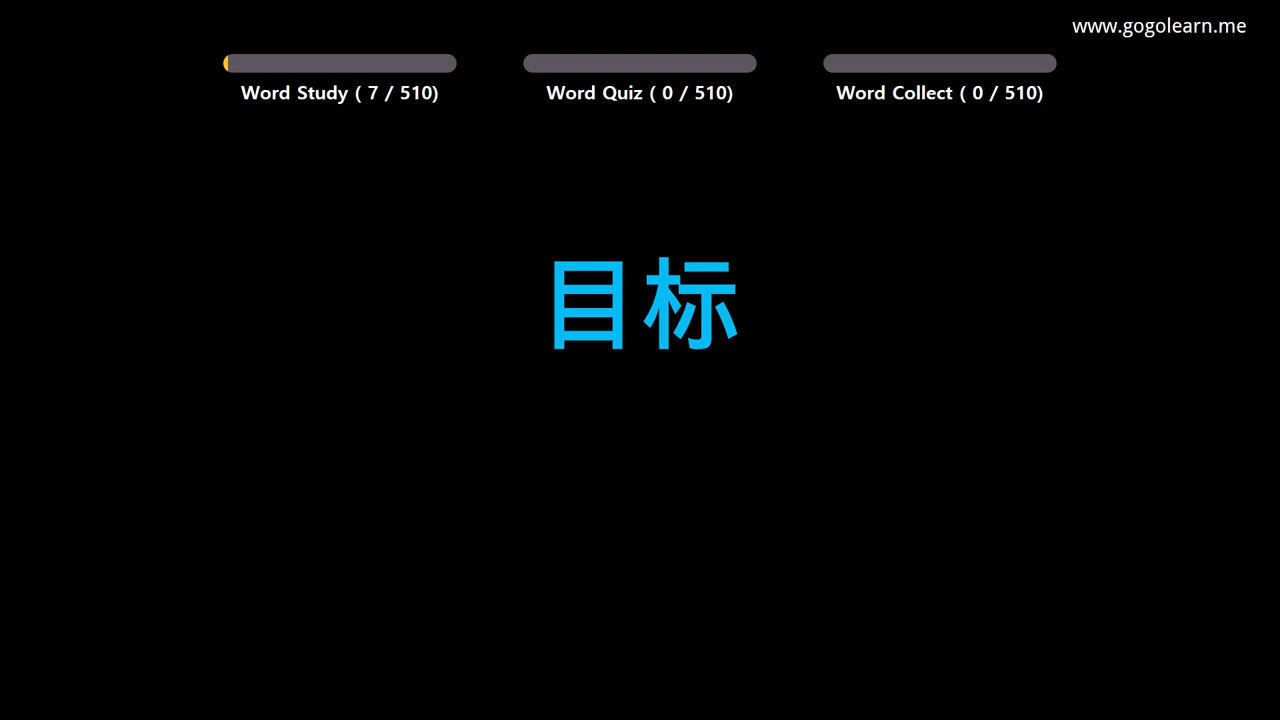 www.gogolearn.me
Word Study ( 7 / 510)
Word Quiz ( 0 / 510)
Word Collect ( 0 / 510)
目标